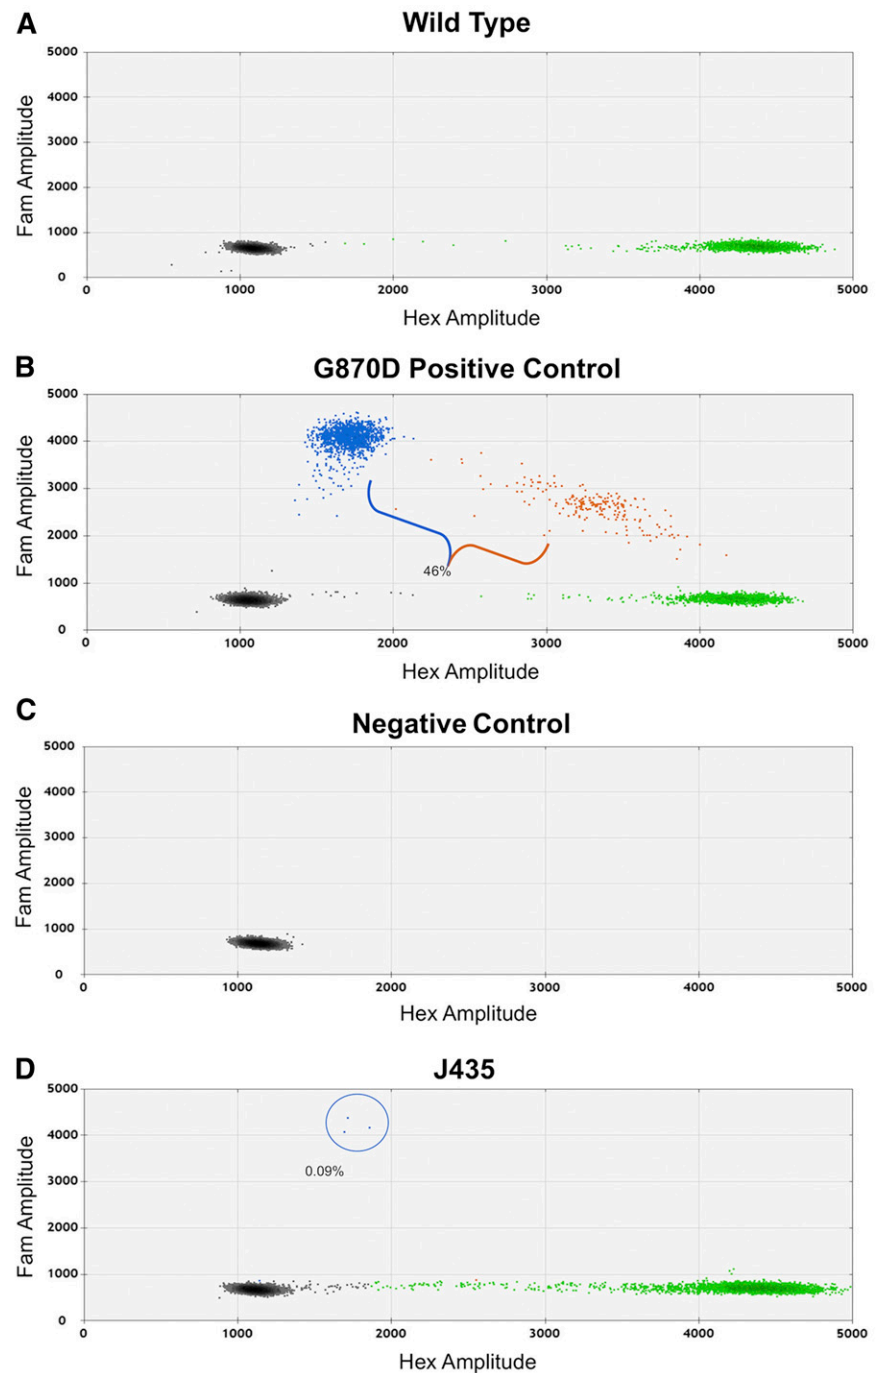 A
Wild Type
Fam Amplitude
5000
4000
3000
2000
1000
0
0 1000 2000 3000 4000 5000
Hex Amplitude
B
G870D Positive Control
Fam Amplitude
5000
4000
3000
2000
1000
0
46%
0 1000 2000 3000 4000 5000
Hex Amplitude
C
Negative Control
Fam Amplitude
5000
4000
3000
2000
1000
0
0 1000 2000 3000 4000 5000
Hex Amplitude
D
J435
Fam Amplitude
5000
4000
3000
2000
1000
0
0.09%
0 1000 2000 3000 4000 5000
Hex Amplitude